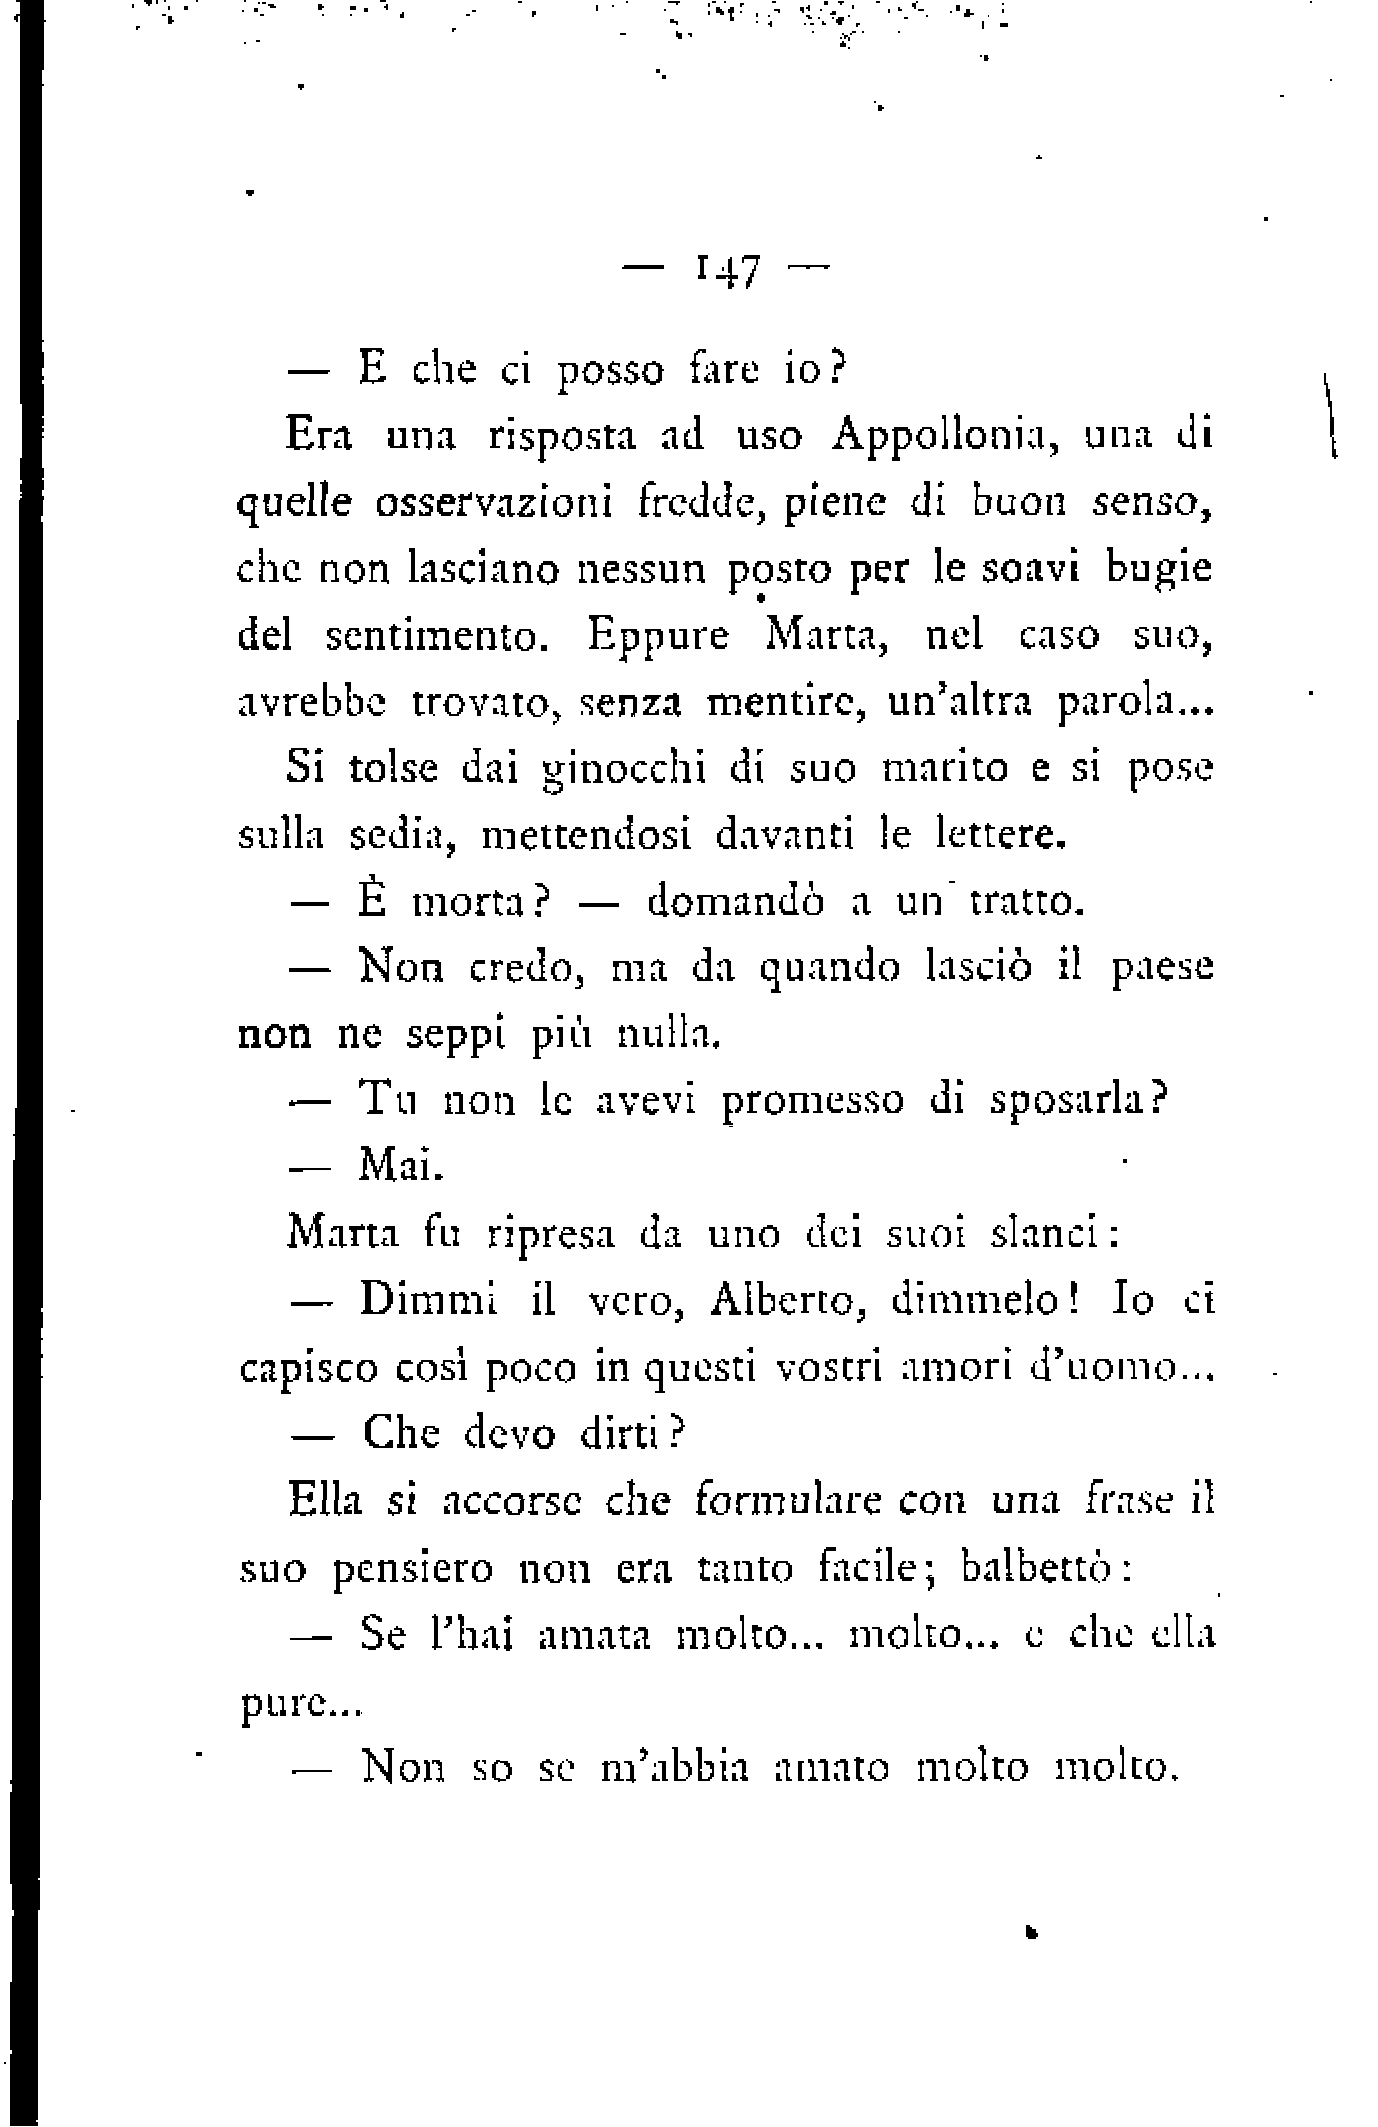 — 147 —
— E che ci posso fare io?
Era una risposta ad uso Appollonia, una di
quelle osservazioni fredde, piene di buon senso,
che non lasciano nessun posto per le soavi bugie
del sentimento. Eppure Marta, nel caso suo,
avrebbe trovato, senza mentire, un'altra parola...
Si tolse dai ginocchi di suo marito e si pose
sulla sedia, mettendosi davanti le lettere.
— È morta? — domandò a un tratto.
— Non credo, ma da quando lasciò il paese
non ne seppi più nulla.
— Tu non le avevi promesso di sposarla?
— Mai.
Marta fu ripresa da uno dei suoi slanci:
— Dimmi il vero, Alberto, dimmelo! Io ci
capisco così poco in questi vostri amori d'uomo...
— Che devo dirti?
Ella si accorse che formulare con una frase il
suo pensiero non era tanto facile; balbettò:
— Se l'hai amata molto... molto... e che ella
pure...
— Non so se m'abbia amato molto molto.